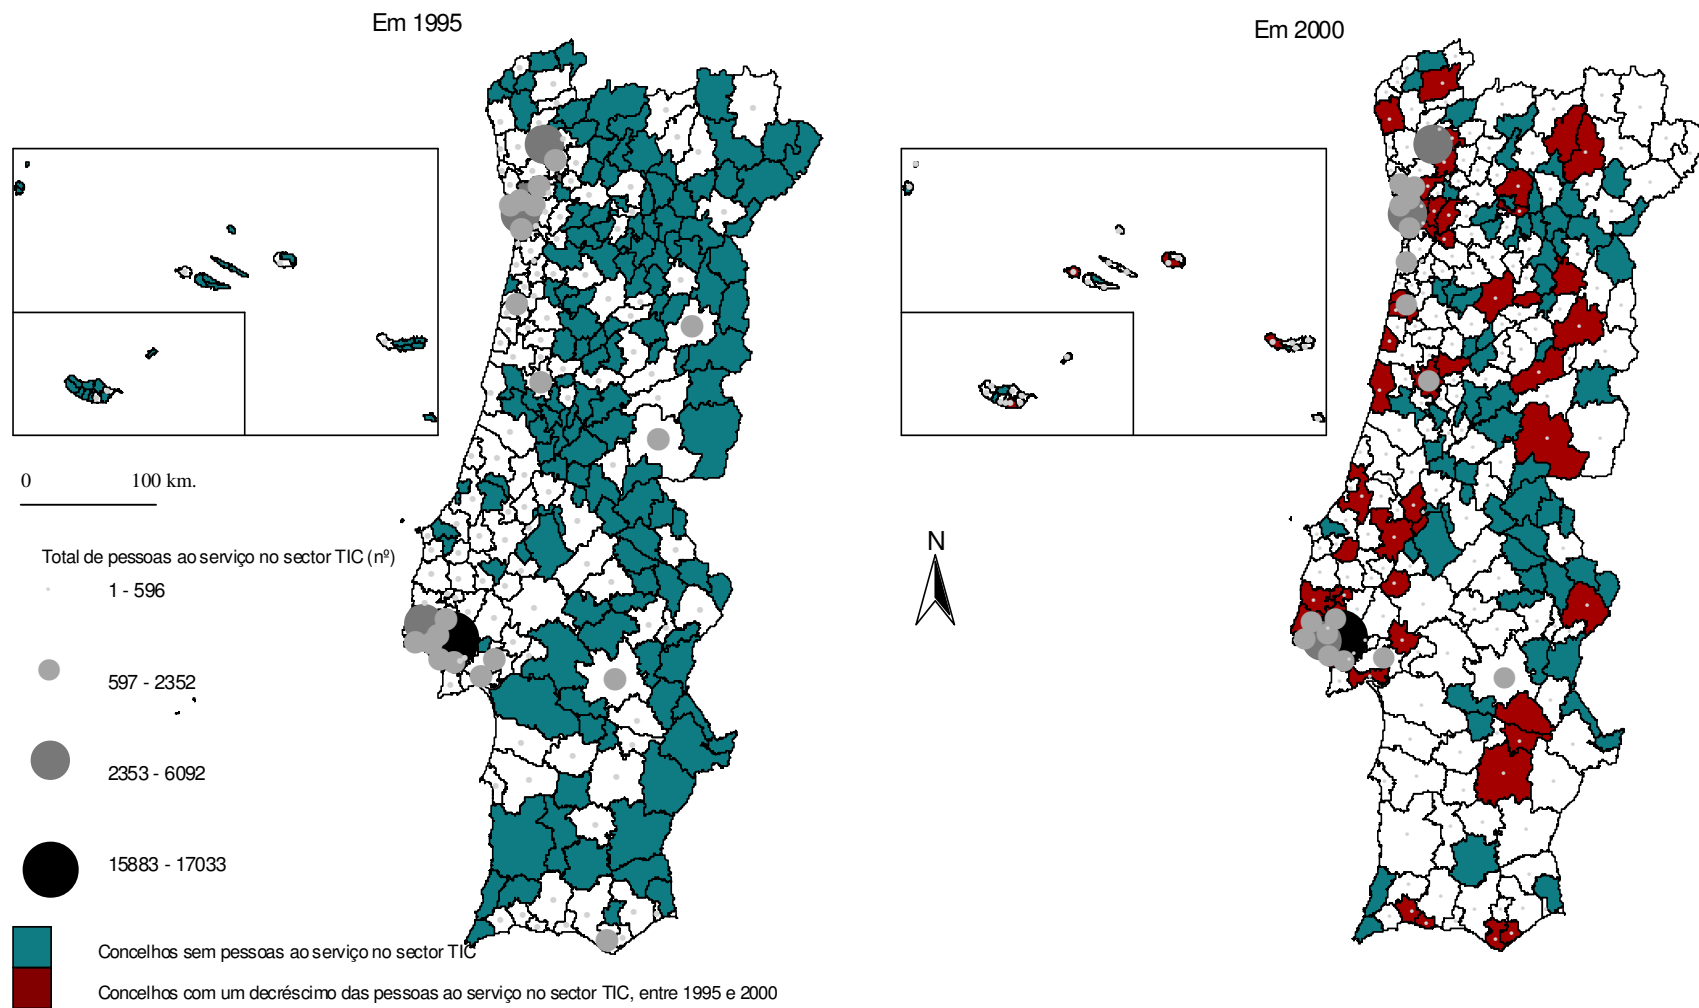 Em 1995
Em 2000
0 100 km.
N
Total de pessoas ao serviço no sector TIC (nº)
1 - 596
597 - 2352
2353 - 6092
15883 - 17033
Concelhos sem pessoas ao serviço no sector TIC
Concelhos com um decréscimo das pessoas ao serviço no sector TIC, entre 1995 e 2000